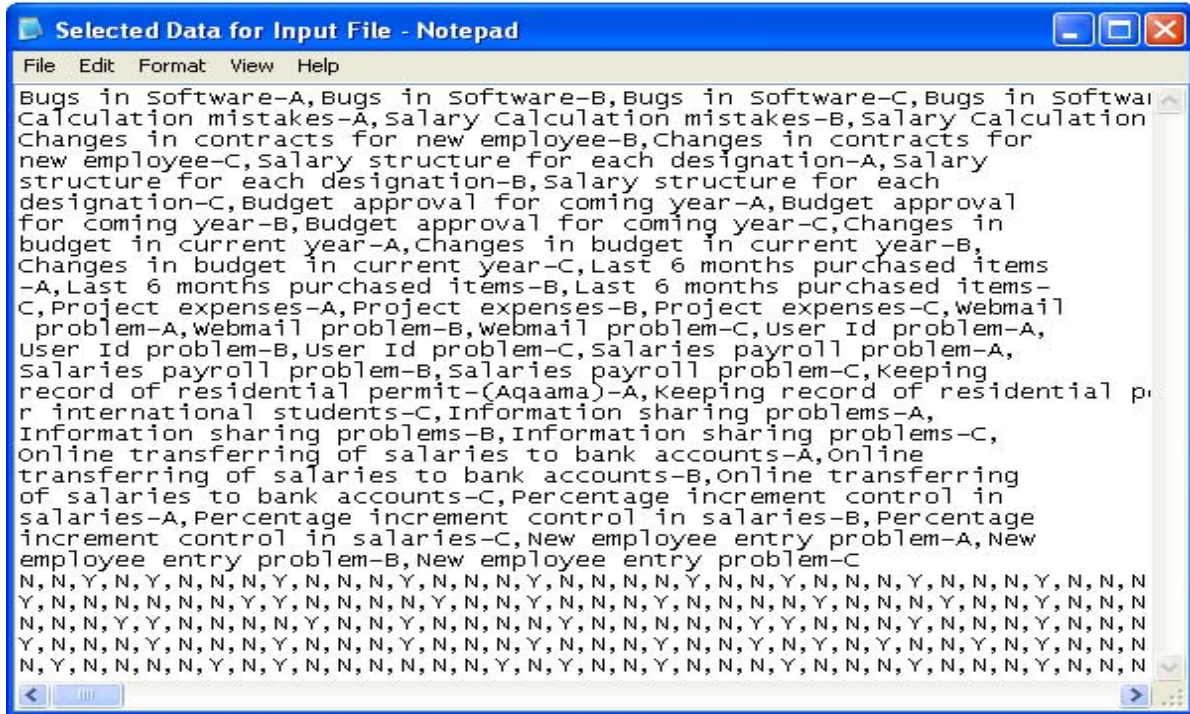 Selected Data for Input File - Notepad
File Edit Format View Help
Bugs in Software-A,Bugs in Software-B,Bugs in Software-C,Bugs in
Calculation mistakes-A,Salary Calculation mistakes-B,Salary Calculation
Changes in contracts for new employee-B,Changes in contracts for
new employee-C,Salary structure for each designation-A,Salary
structure for each designation-B,Salary structure for each
designation-C,Budget approval for coming year-A,Budget approval
for coming year-B,Budget approval for coming year-C,Changes in
budget in current year-A,Changes in budget in current year-B,
Changes in budget in current year-C,Last 6 months purchased items
-A,Last 6 months purchased items-B,Last 6 months purchased items-
C,Project expenses-A,Project expenses-B,Project expenses-C,Webmail
problem-A,Webmail problem-B,Webmail problem-C,User Id problem-A,
User Id problem-B,User Id problem-C,Salaries payroll problem-A,
Salaries payroll problem-B,Salaries payroll problem-C,Keeping
record of residential permit-(Aqaama)-A,Keeping record of residential
r international students-C,Information sharing problems-A,
Information sharing problems-B,Information sharing problems-C,
Online transferring of salaries to bank accounts-A,Online
transferring of salaries to bank accounts-B,Online transferring
of salaries to bank accounts-C,Percentage increment control in
salaries-A,Percentage increment control in salaries-B,Percentage
increment control in salaries-C,New employee entry problem-A,New
employee entry problem-B,New employee entry problem-C
N,N,Y,N,Y,N,N,N,Y,N,N,N,Y,N,N,N,Y,N,N,N,N,Y,N,Y,N,N,N,N,Y,N,N,N,Y,N,N,N
Y,N,N,N,N,N,N,Y,Y,N,N,N,N,Y,N,N,N,Y,N,N,N,N,Y,N,N,Y,N,N,N,Y,N,N,Y,N,N,N
N,N,N,Y,Y,N,N,N,N,Y,N,Y,N,N,N,N,Y,N,N,N,Y,N,N,N,Y,N,N,N,N,Y,N,N,Y,N,N,N
Y,N,N,N,N,Y,N,Y,N,N,N,N,Y,N,N,Y,N,N,N,N,Y,N,N,N,Y,N,N,Y,N,N,Y,N,Y,N,N,N
N,Y,N,N,N,N,Y,N,Y,N,N,N,N,N,N,Y,N,Y,N,N,Y,N,N,N,Y,N,Y,N,N,N,N,N,Y,N,N,N